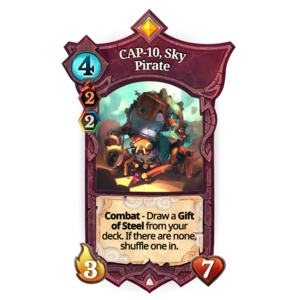 CAP-10, Sky
Pirate
4
2
2
Combat - Draw a Gift
of Steel from your
deck. If there are none,
shuffle one in.
3
7